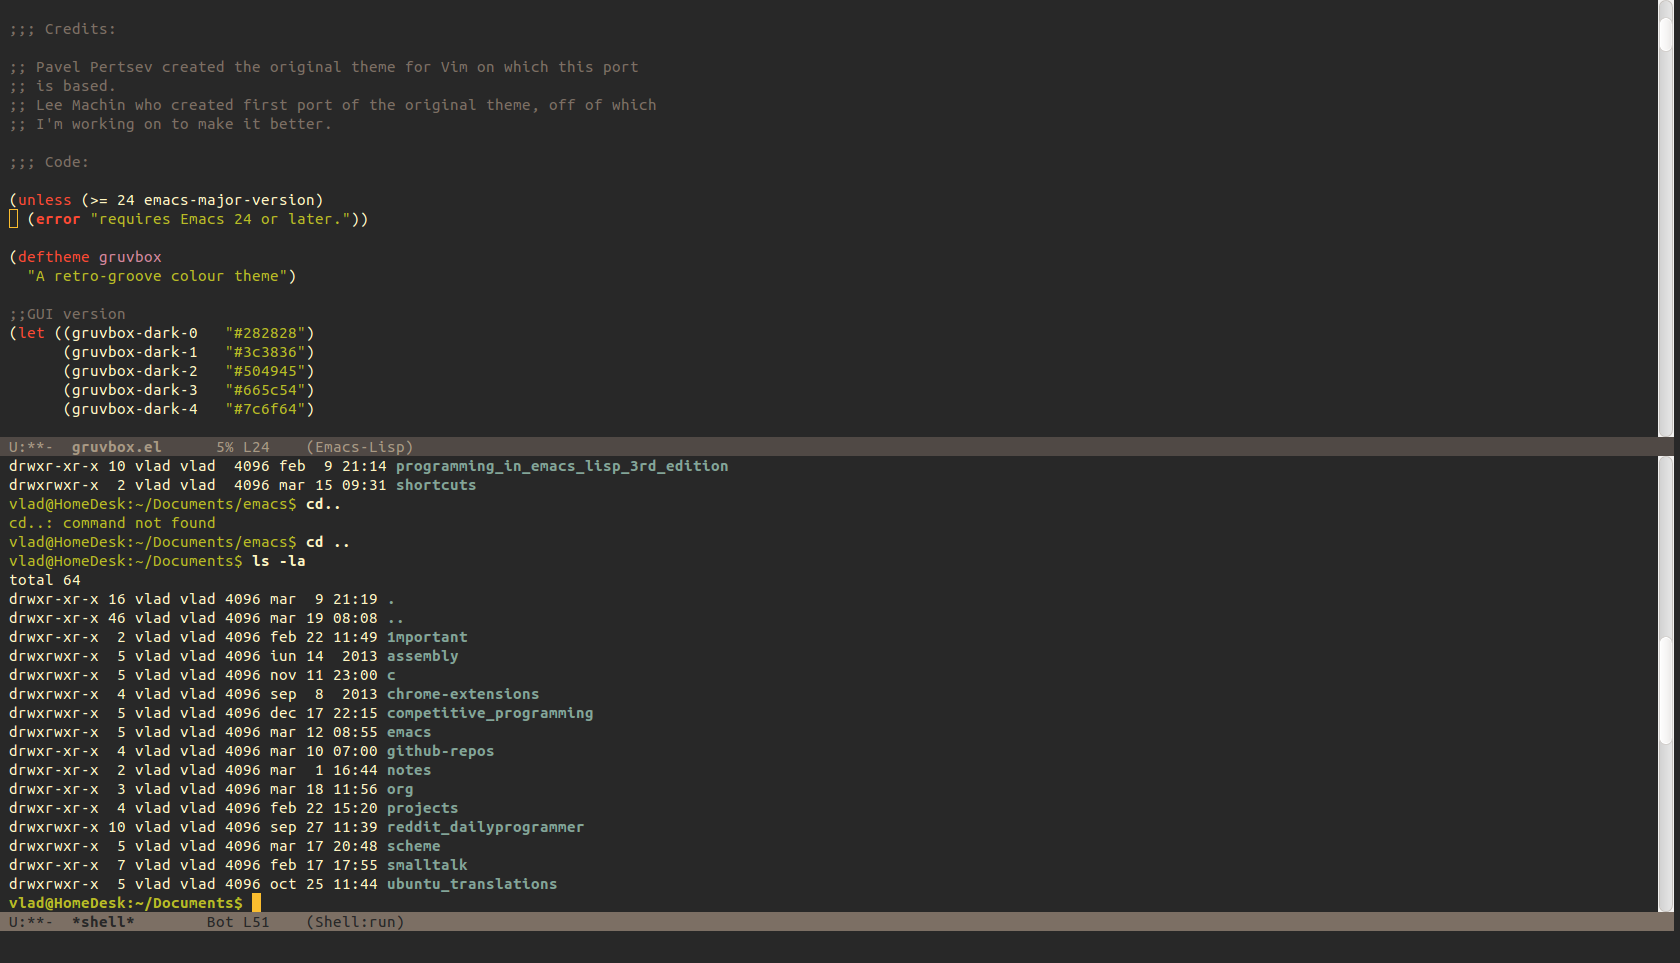 ;;; Credits:

;; Pavel Pertsev created the original theme for Vim on which this port
;; is based.
;; Lee Machin who created first port of the original theme, off of which
;; I'm working on to make it better.

;;; Code:

(unless (>= 24 emacs-major-version)
  (error "requires Emacs 24 or later."))

(deftheme gruvbox
  "A retro-groove colour theme")

;;GUI version
(let ((gruvbox-dark-0   "#282828")
      (gruvbox-dark-1   "#3c3836")
      (gruvbox-dark-2   "#504945")
      (gruvbox-dark-3   "#665c54")
      (gruvbox-dark-4   "#7c6f64")

U:**-  gruvbox.el      5% L24    (Emacs-Lisp)
drwxr-xr-x 10 vlad vlad  4096 feb  9 21:14 programming_in_emacs_lisp_3rd_edition
drwxrwxr-x  2 vlad vlad  4096 mar 15 09:31 shortcuts
vlad@HomeDesk:~/Documents/emacs$ cd..
cd..: command not found
vlad@HomeDesk:~/Documents/emacs$ cd ..
vlad@HomeDesk:~/Documents$ ls -la
total 64
drwxr-xr-x 16 vlad vlad 4096 mar  9 21:19 .
drwxr-xr-x 46 vlad vlad 4096 mar 19 08:08 ..
drwxr-xr-x  2 vlad vlad 4096 feb 22 11:49 1mportant
drwxrwxr-x  5 vlad vlad 4096 iun 14  2013 assembly
drwxrwxr-x  5 vlad vlad 4096 nov 11 23:00 c
drwxrwxr-x  4 vlad vlad 4096 sep  8  2013 chrome-extensions
drwxrwxr-x  5 vlad vlad 4096 dec 17 22:15 competitive_programming
drwxrwxr-x  5 vlad vlad 4096 mar 12 08:55 emacs
drwxrwxr-x  4 vlad vlad 4096 mar 10 07:00 github-repos
drwxrwxr-x  2 vlad vlad 4096 mar  1 16:44 notes
drwxr-xr-x  3 vlad vlad 4096 mar 18 11:56 org
drwxr-xr-x  4 vlad vlad 4096 feb 22 15:20 projects
drwxrwxr-x 10 vlad vlad 4096 sep 27 11:39 reddit_dailyprogrammer
drwxrwxr-x  5 vlad vlad 4096 mar 17 20:48 scheme
drwxr-xr-x  7 vlad vlad 4096 feb 17 17:55 smalltalk
drwxrwxr-x  5 vlad vlad 4096 oct 25 11:44 ubuntu_translations
vlad@HomeDesk:~/Documents$
U:**-  *shell*        Bot L51    (Shell:run)